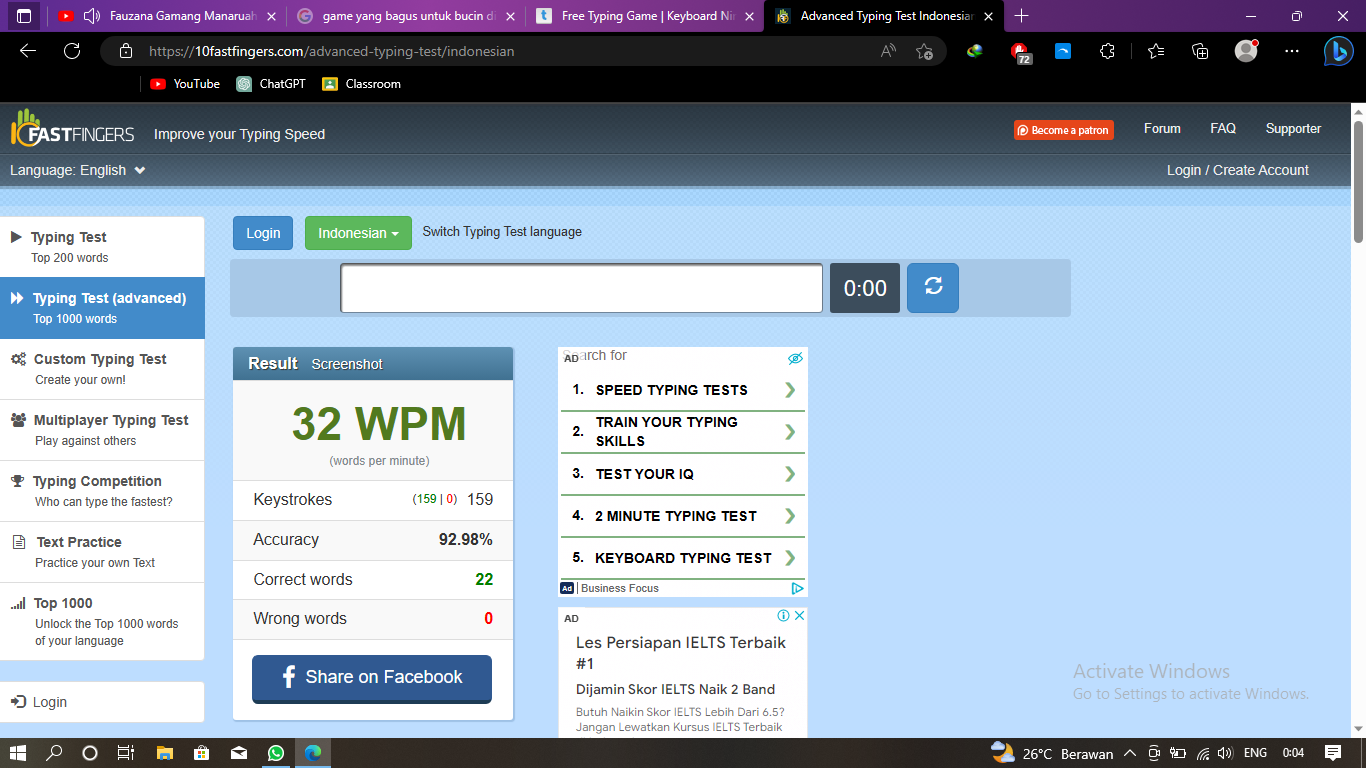 Fauzana Gamang Manaruah
game yang bagus untuk bucin di
Free Typing Game | Keyboard Nin
Advanced Typing Test Indonesian
https://10fastfingers.com/advanced-typing-test/indonesian
72
YouTube
ChatGPT
Classroom
10FASTFINGERS
Improve your Typing Speed
Become a patron
Forum
FAQ
Supporter
Language: English
Login / Create Account
Typing Test
Top 200 words
Typing Test (advanced)
Top 1000 words
Custom Typing Test
Create your own!
Multiplayer Typing Test
Play against others
Typing Competition
Who can type the fastest?
Text Practice
Practice your own Text
Top 1000
Unlock the Top 1000 words
of your language
Login
Login
Indonesian
Switch Typing Test language
0:00
Result Screenshot
32 WPM
(words per minute)
Keystrokes (159 | 0) 159
Accuracy 92.98%
Correct words 22
Wrong words 0
Share on Facebook
AD
Search for
1. SPEED TYPING TESTS
2. TRAIN YOUR TYPING
SKILLS
3. TEST YOUR IQ
4. 2 MINUTE TYPING TEST
5. KEYBOARD TYPING TEST
Ad | Business Focus
AD
Les Persiapan IELTS Terbaik
#1
Dijamin Skor IELTS Naik 2 Band
Butuh Naikin Skor IELTS Lebih Dari 6.5?
Jangan Lewatkan Kursus IELTS Terbaik
Activate Windows
Go to Settings to activate Windows.
26°C Berawan
ENG
0:04